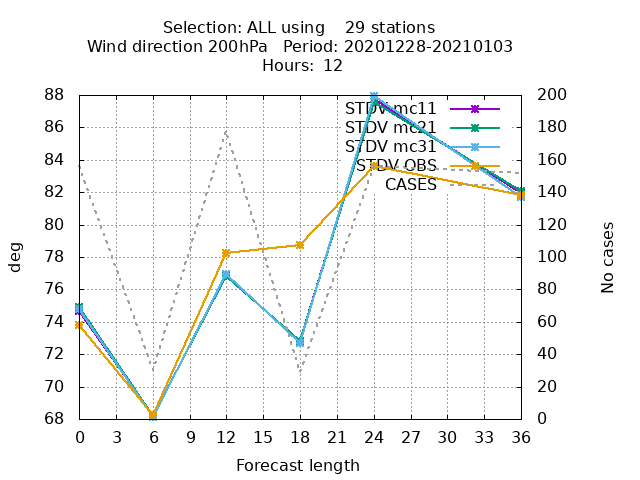 Selection: ALL using    29 stations
Wind direction 200hPa   Period: 20201228-20210103
Hours:  12
88
86
84
82
80
78
76
74
72
70
68
deg
200
180
160
140
120
100
80
60
40
20
0
No cases
STDV mc11
STDV mc21
STDV mc31
STDV OBS
CASES
0 3 6 9 12 15 18 21 24 27 30 33 36
Forecast length